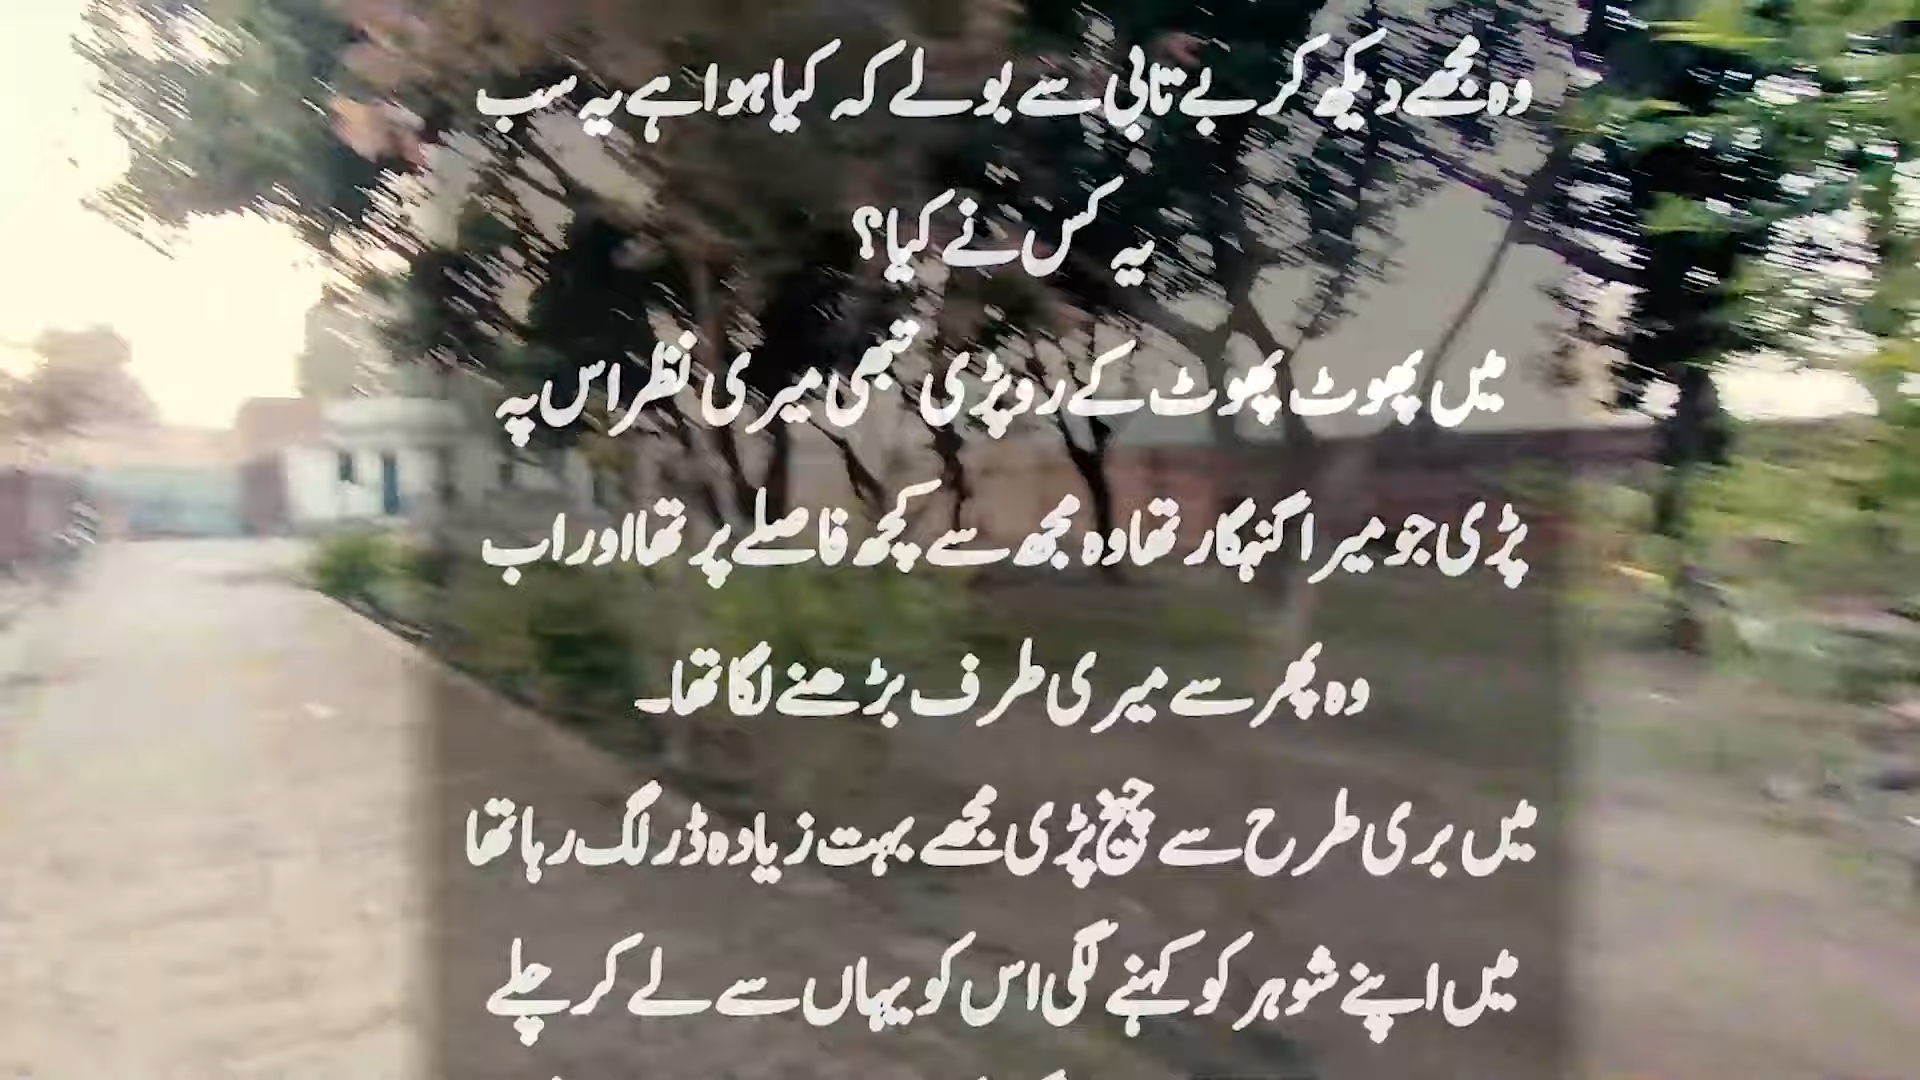 وہ مجھے دیکھ کر بے تابی سے بولے کہ کیا ہوا ہے یہ سب
یہ کس نے کیا؟
میں پھوٹ پھوٹ کے رو پڑی تبھی میری نظر اس پہ
پڑی جو میرا گنہگار تھا وہ مجھ سے کچھ فاصلے پر تھا اور اب
وہ پھر سے میری طرف بڑھنے لگا تھا۔
میں بری طرح سے چیخ پڑی مجھے بہت زیادہ ڈر لگ رہا تھا
میں اپنے شوہر کو کہنے لگی اس کو یہاں سے لے کر چلے